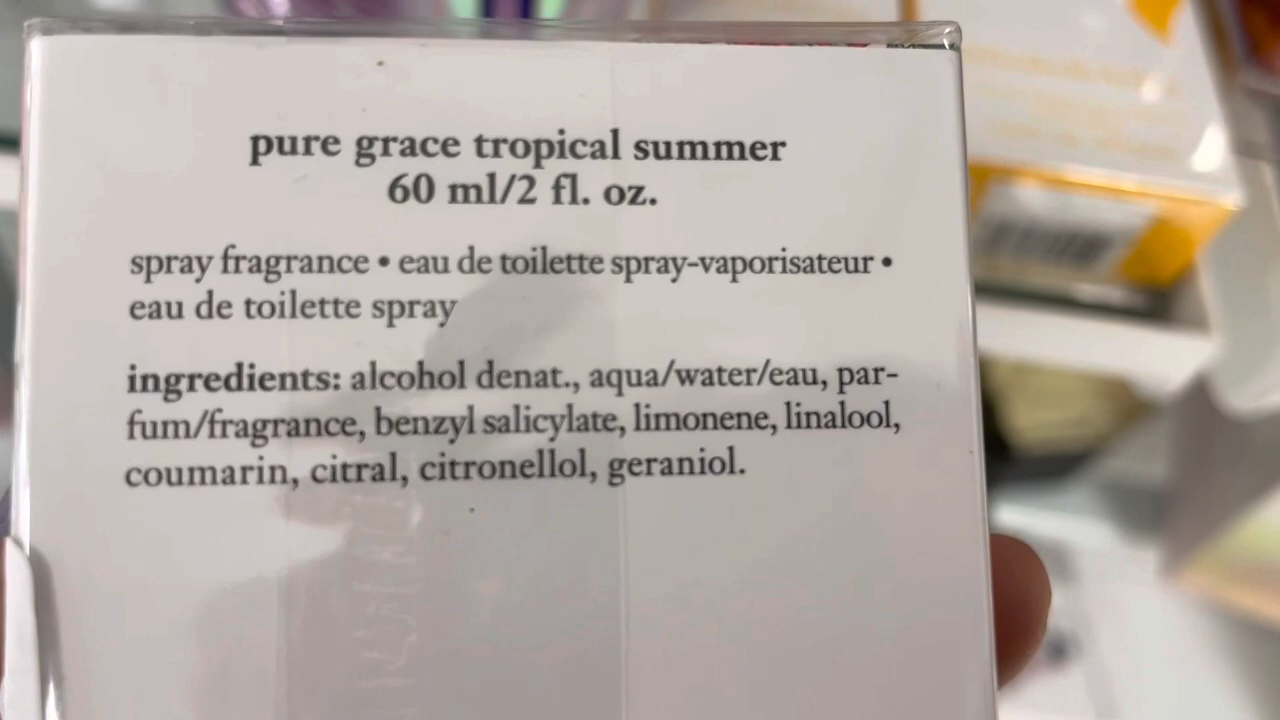 pure grace tropical summer
60 ml/2 fl. oz.
spray fragrance • eau de toilette spray-vaporisateur •
eau de toilette spray
ingredients: alcohol denat., aqua/water/eau, par-
fum/fragrance, benzyl salicylate, limonene, linalool,
coumarin, citral, citronellol, geraniol.